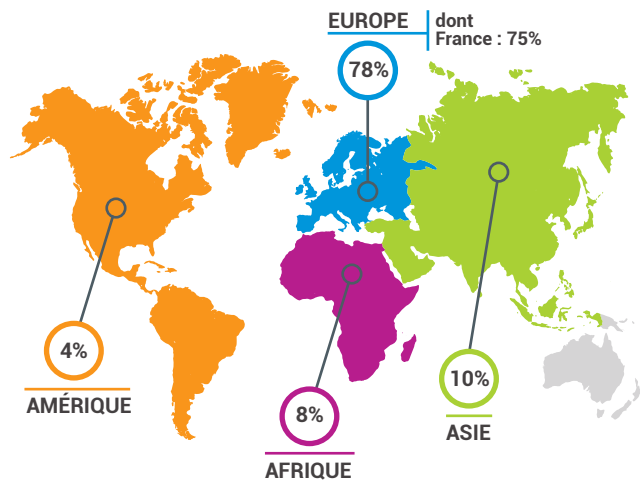 EUROPE
dont
France : 75%
78%
4%
AMÉRIQUE
8%
AFRIQUE
10%
ASIE